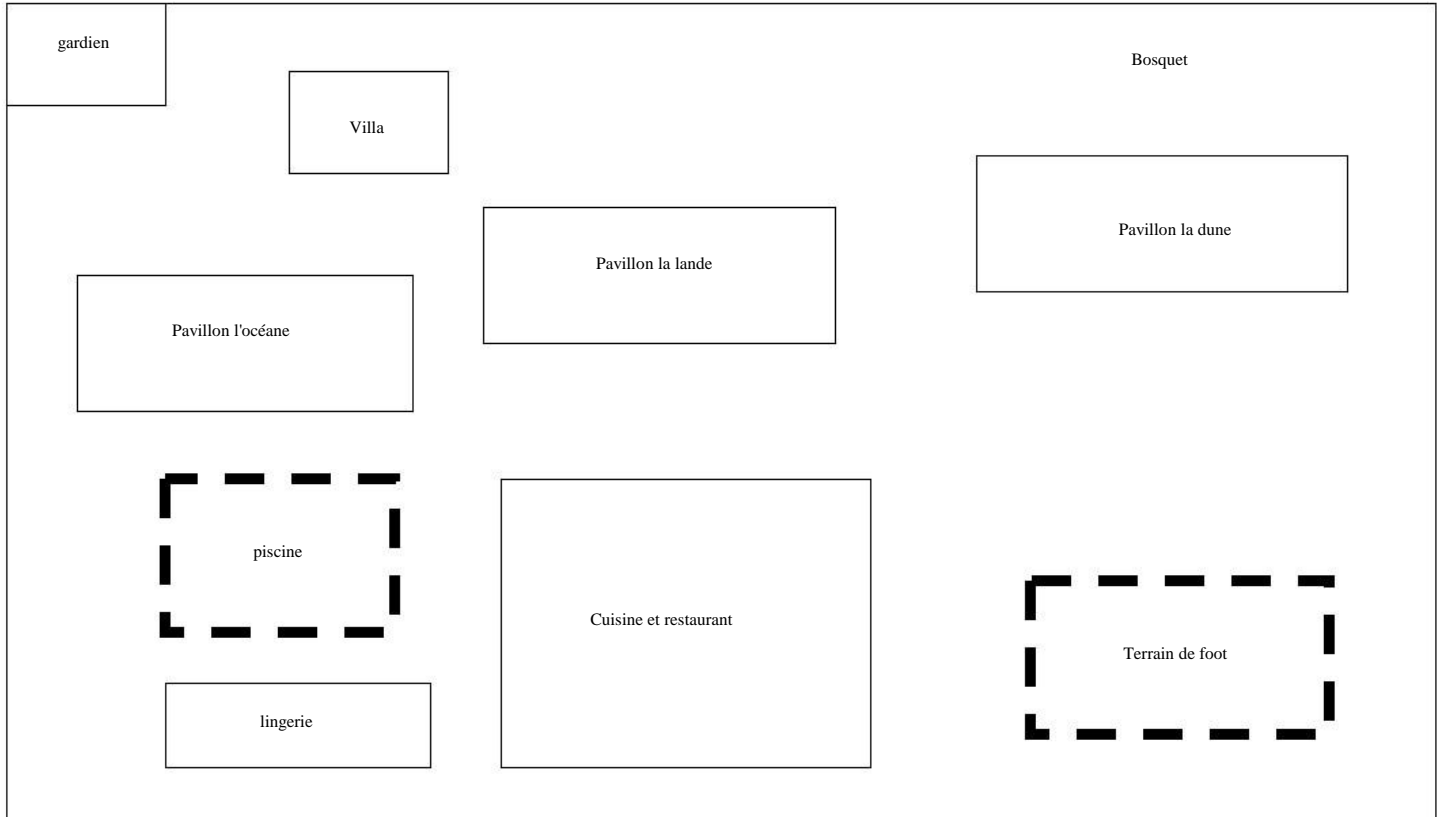 gardien
Bosquet
Villa
Pavillon la dune
Pavillon la lande
Pavillon l'océane
piscine
Cuisine et restaurant
Terrain de foot
lingerie